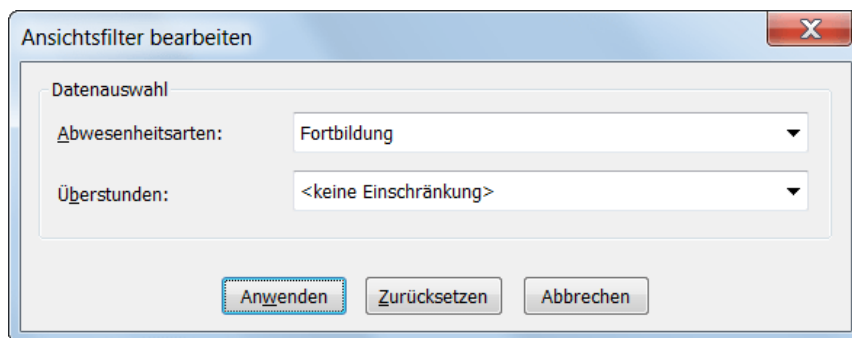 Ansichtsfilter bearbeiten
Datenauswahl
Abwesenheitsarten: Fortbildung
Überstunden: <keine Einschränkung>
Anwenden Zurücksetzen Abbrechen